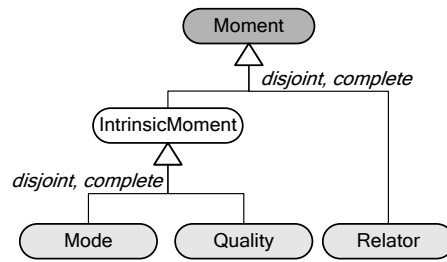 Moment
disjoint, complete
IntrinsicMoment
disjoint, complete
Mode
Quality
Relator